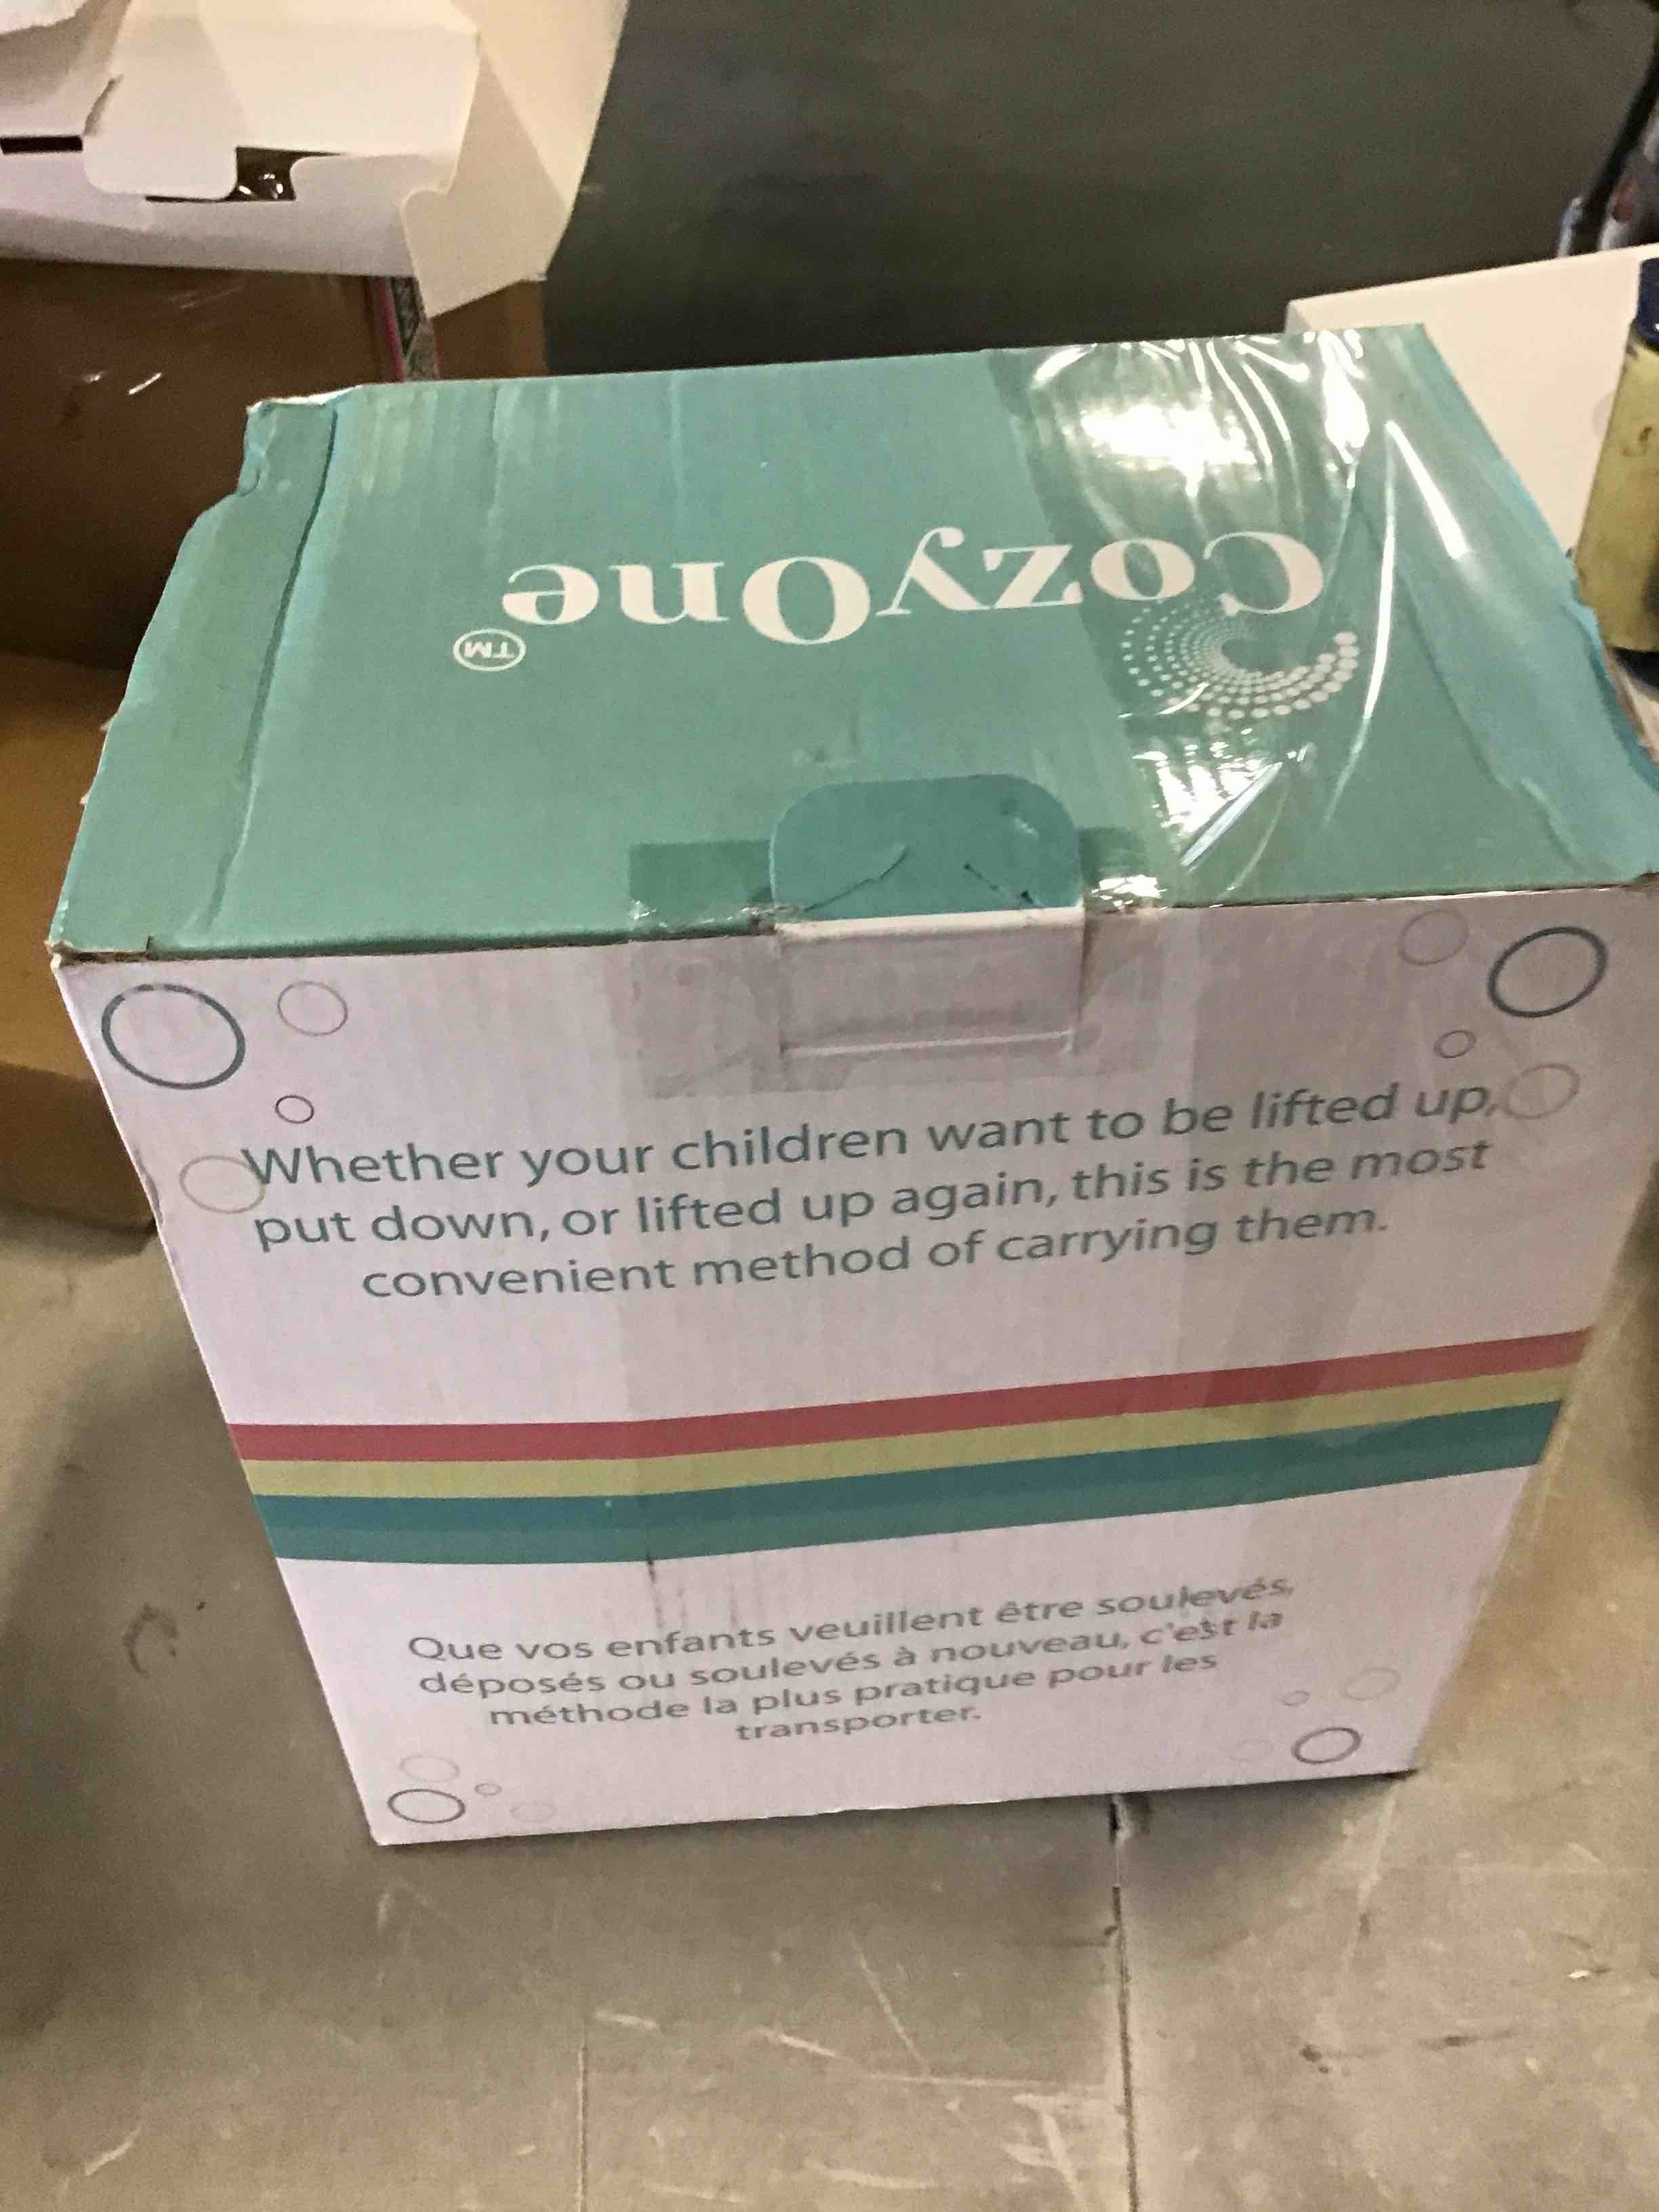 CozyOne
TM
Whether your children want to be lifted up,
put down, or lifted up again, this is the most
convenient method of carrying them.
Que vos enfants veuillent être soulevés,
déposés ou soulevés à nouveau, c'est la
méthode la plus pratique pour les
transporter.